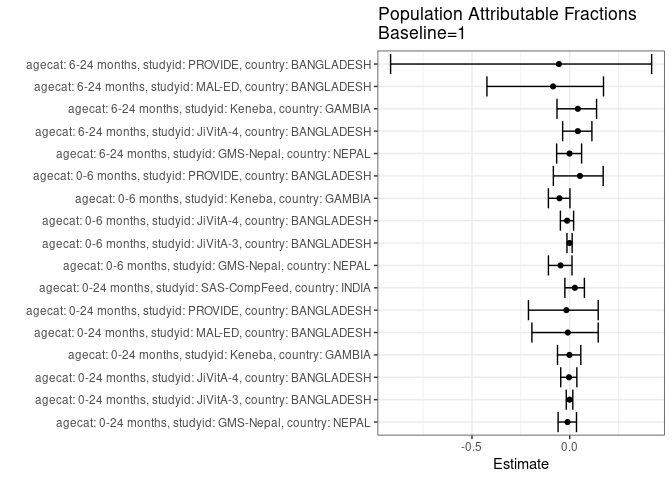 Population Attributable Fractions
Baseline=1
agecat: 6-24 months, studyid: PROVIDE, country: BANGLADESH
agecat: 6-24 months, studyid: MAL-ED, country: BANGLADESH
agecat: 6-24 months, studyid: Keneba, country: GAMBIA
agecat: 6-24 months, studyid: JiVitA-4, country: BANGLADESH
agecat: 6-24 months, studyid: GMS-Nepal, country: NEPAL
agecat: 0-6 months, studyid: PROVIDE, country: BANGLADESH
agecat: 0-6 months, studyid: Keneba, country: GAMBIA
agecat: 0-6 months, studyid: JiVitA-4, country: BANGLADESH
agecat: 0-6 months, studyid: JiVitA-3, country: BANGLADESH
agecat: 0-6 months, studyid: GMS-Nepal, country: NEPAL
agecat: 0-24 months, studyid: SAS-CompFeed, country: INDIA
agecat: 0-24 months, studyid: PROVIDE, country: BANGLADESH
agecat: 0-24 months, studyid: MAL-ED, country: BANGLADESH
agecat: 0-24 months, studyid: Keneba, country: GAMBIA
agecat: 0-24 months, studyid: JiVitA-4, country: BANGLADESH
agecat: 0-24 months, studyid: JiVitA-3, country: BANGLADESH
agecat: 0-24 months, studyid: GMS-Nepal, country: NEPAL
-0.5 0.0
Estimate